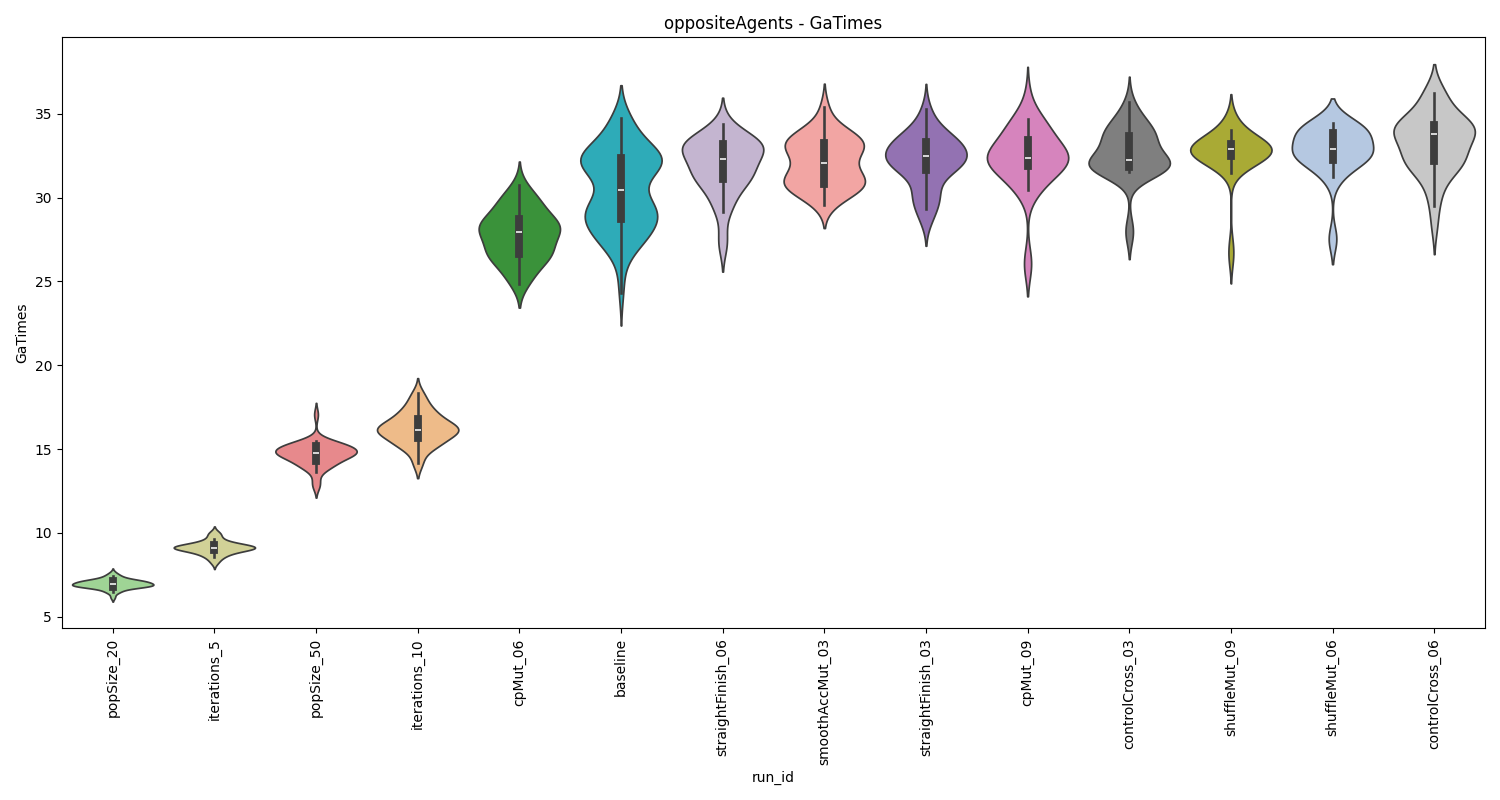 oppositeAgents - GaTimes
GaTimes
35
30
25
20
15
10
5
popSize_20
iterations_5
popSize_50
iterations_10
cpMut_06
baseline
straightFinish_06
smoothAccMut_03
straightFinish_03
cpMut_09
controlCross_03
shuffleMut_09
shuffleMut_06
controlCross_06
run_id